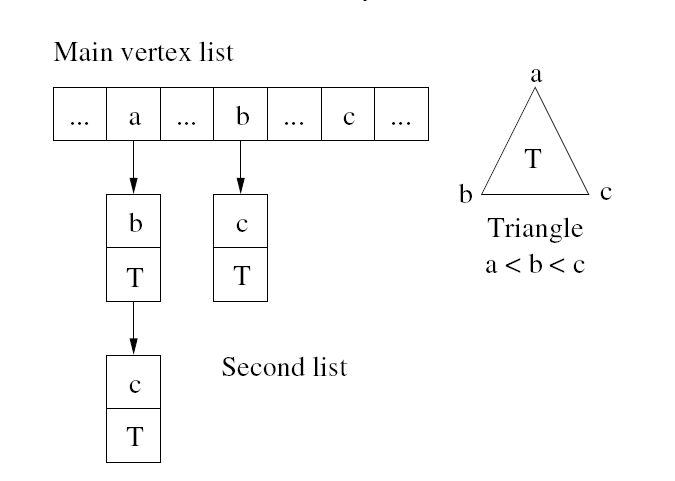 Main vertex list
... a ... b ... c ...
b
T
c
T
c
T
Second list
a
T
b
c
Triangle
a < b < c